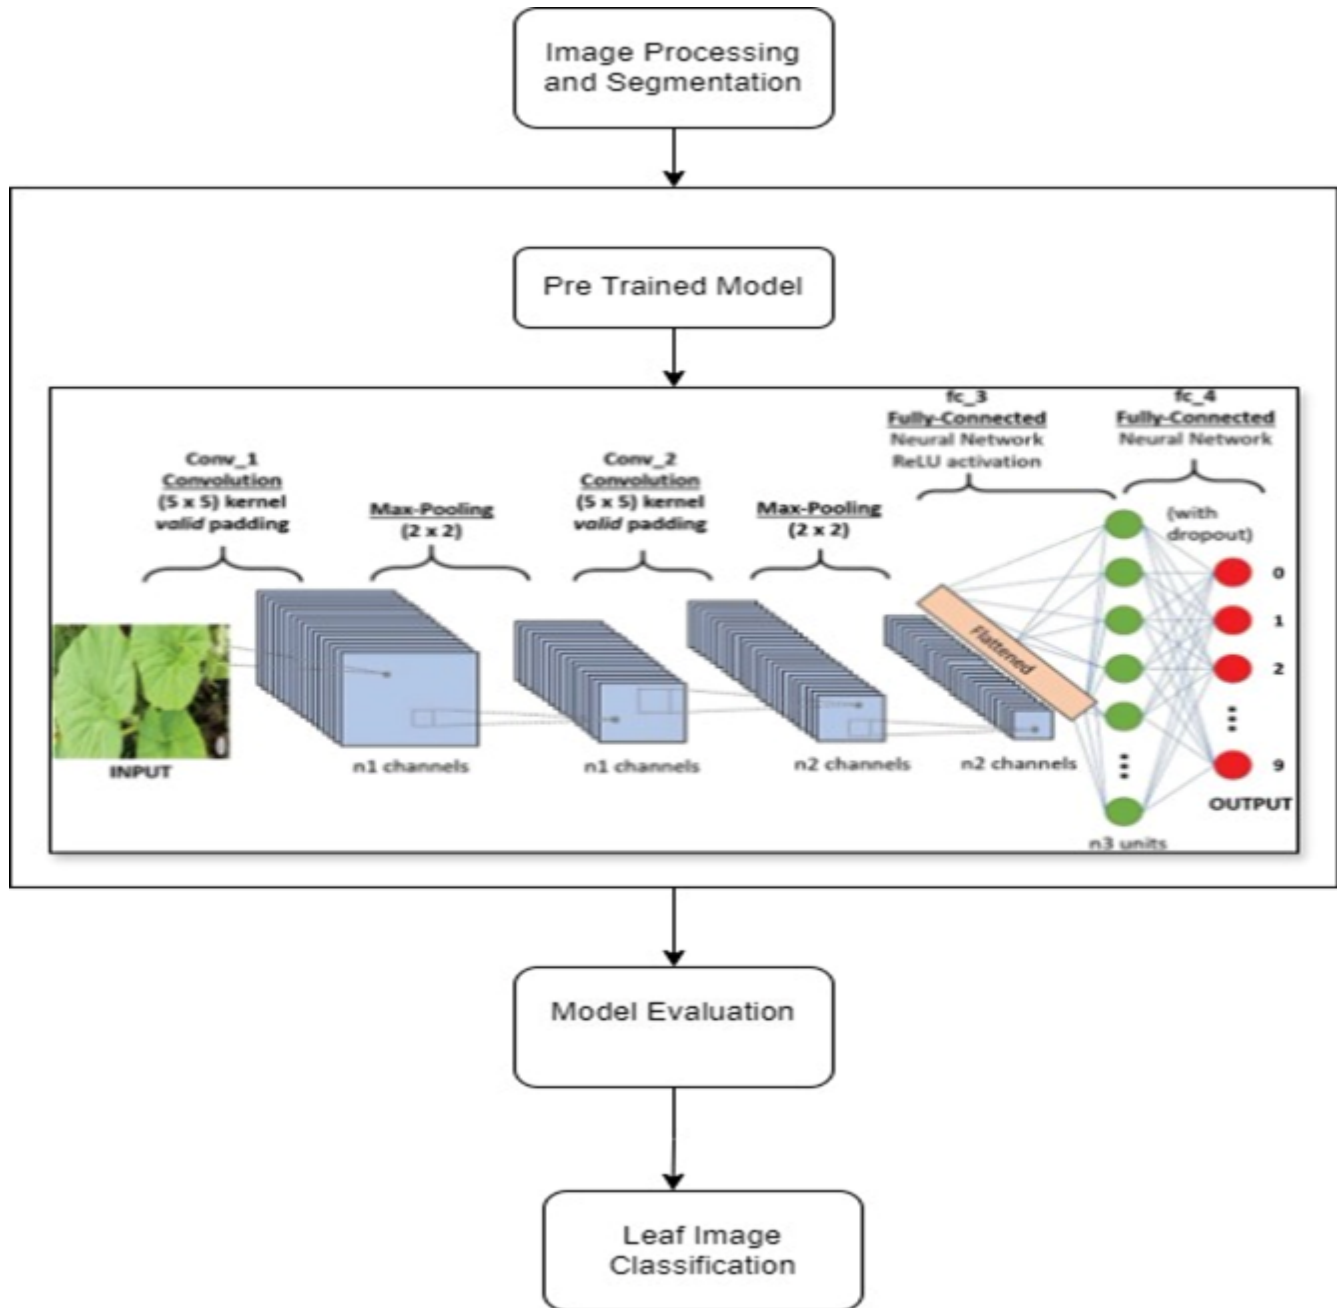 Image Processing
and Segmentation
Pre Trained Model
Conv_1
Convolution
(5 x 5) kernel
valid padding
Max-Pooling
(2 x 2)
Conv_2
Convolution
(5 x 5) kernel
valid padding
Max-Pooling
(2 x 2)
fc_3
Fully-Connected
Neural Network
ReLU activation
fc_4
Fully-Connected
Neural Network
(with
dropout)
Flattened
0
1
2
9
INPUT
n1 channels
n1 channels
n2 channels
n2 channels
n3 units
OUTPUT
Model Evaluation
Leaf Image
Classification